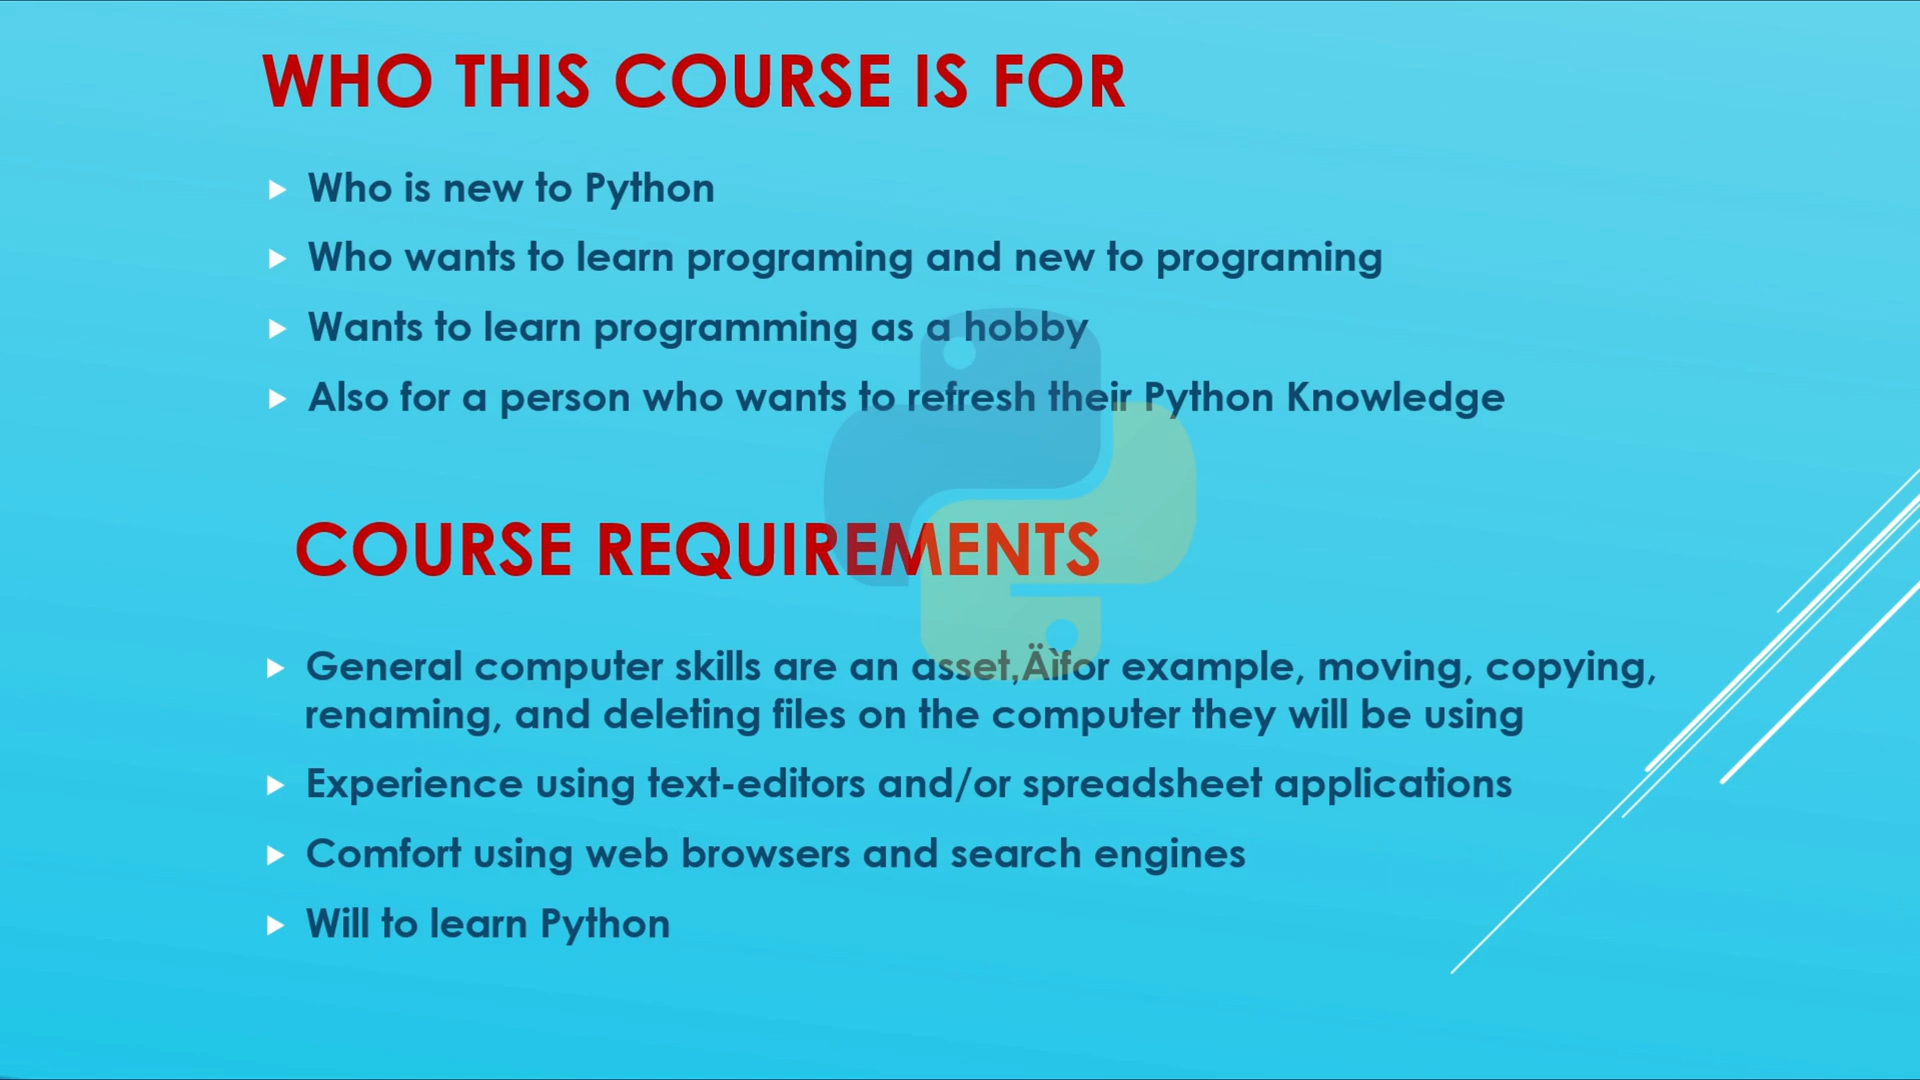 WHO THIS COURSE IS FOR
Who is new to Python
Who wants to learn programing and new to programing
Wants to learn programming as a hobby
Also for a person who wants to refresh their Python Knowledge
COURSE REQUIREMENTS
General computer skills are an asset‚Äìfor example, moving, copying,
renaming, and deleting files on the computer they will be using
Experience using text-editors and/or spreadsheet applications
Comfort using web browsers and search engines
Will to learn Python